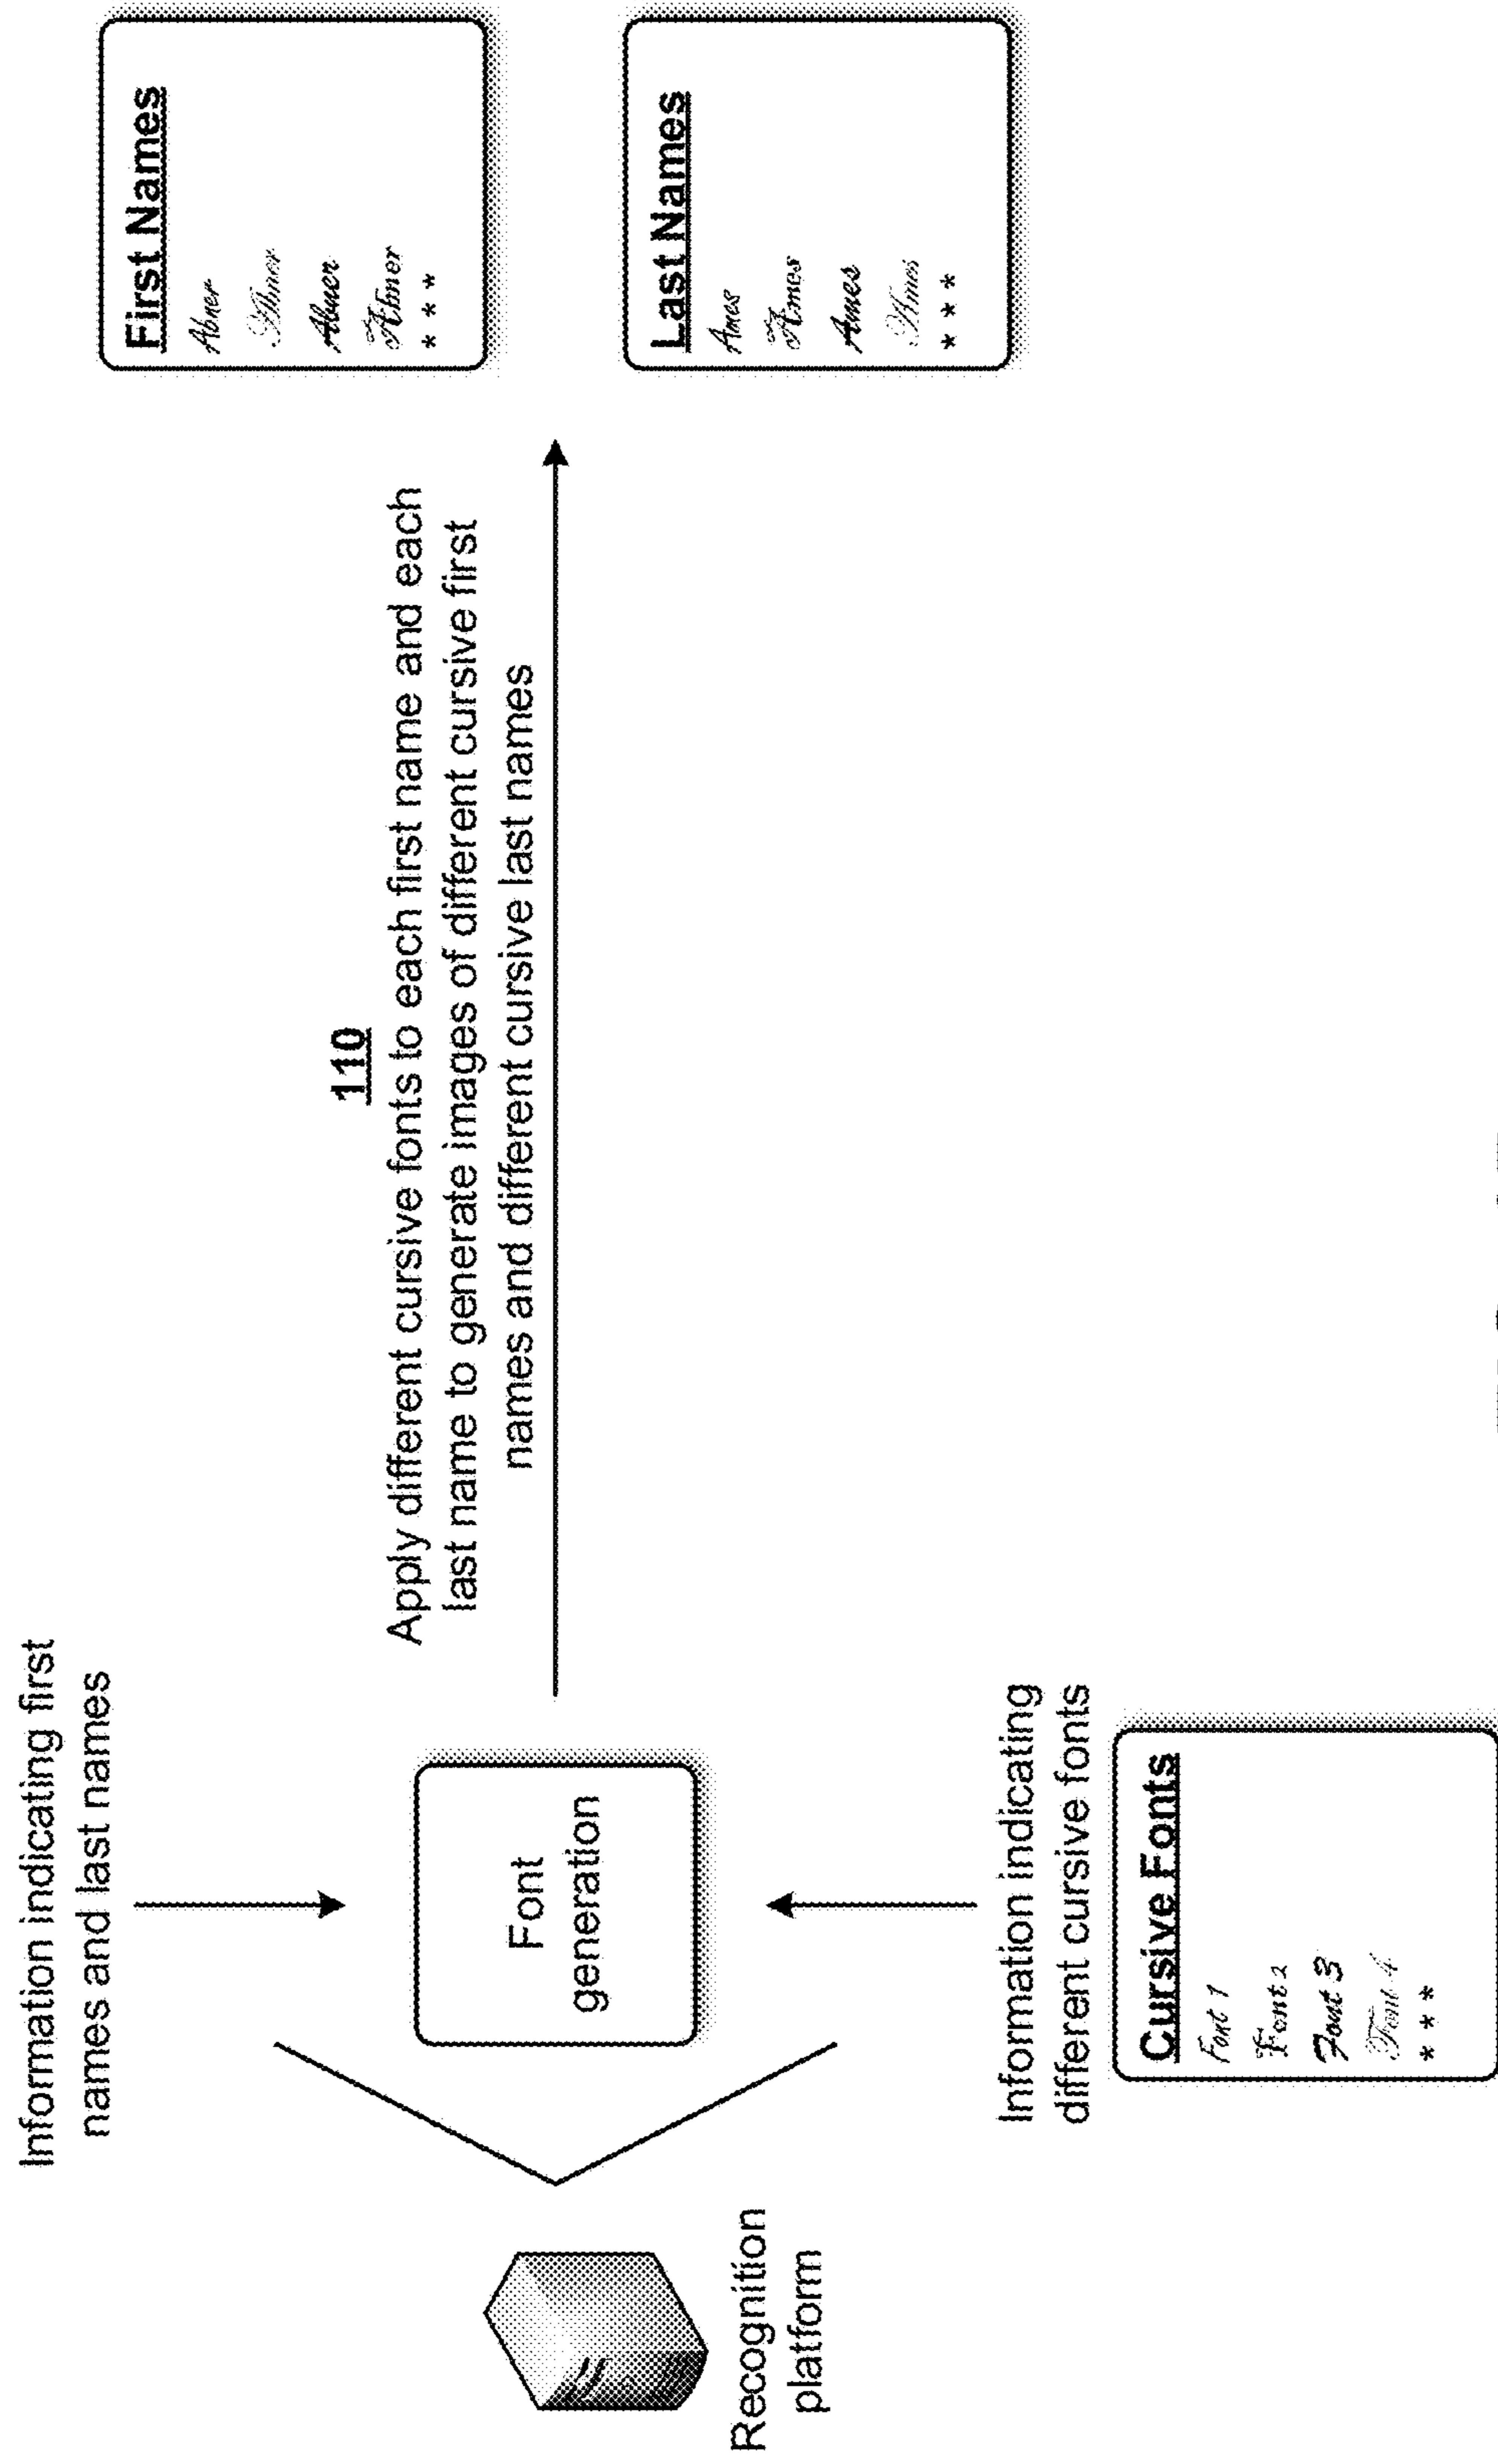 Information indicating first
names and last names
Recognition
platform
Font
generation
Information indicating
different cursive fonts
Cursive Fonts
Font 1
Font 2
Font 3
Font 4
* * *
110
Apply different cursive fonts to each first name and each
last name to generate images of different cursive first
names and different cursive last names
First Names
Abner
Abner
Abner
Abner
* * *
Last Names
Ames
Ames
Ames
Ames
* * *